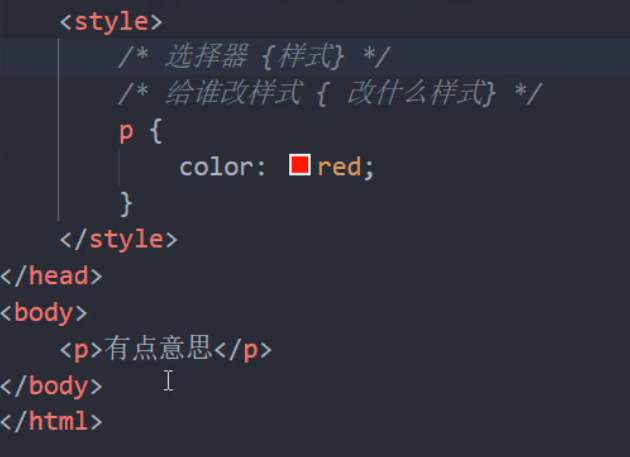 <style>
/* 选择器 {样式} */
/* 给谁改样式 { 改什么样式} */
p {
color: red;
}
</style>
</head>
<body>
<p>有点意思</p>
</body>
</html>